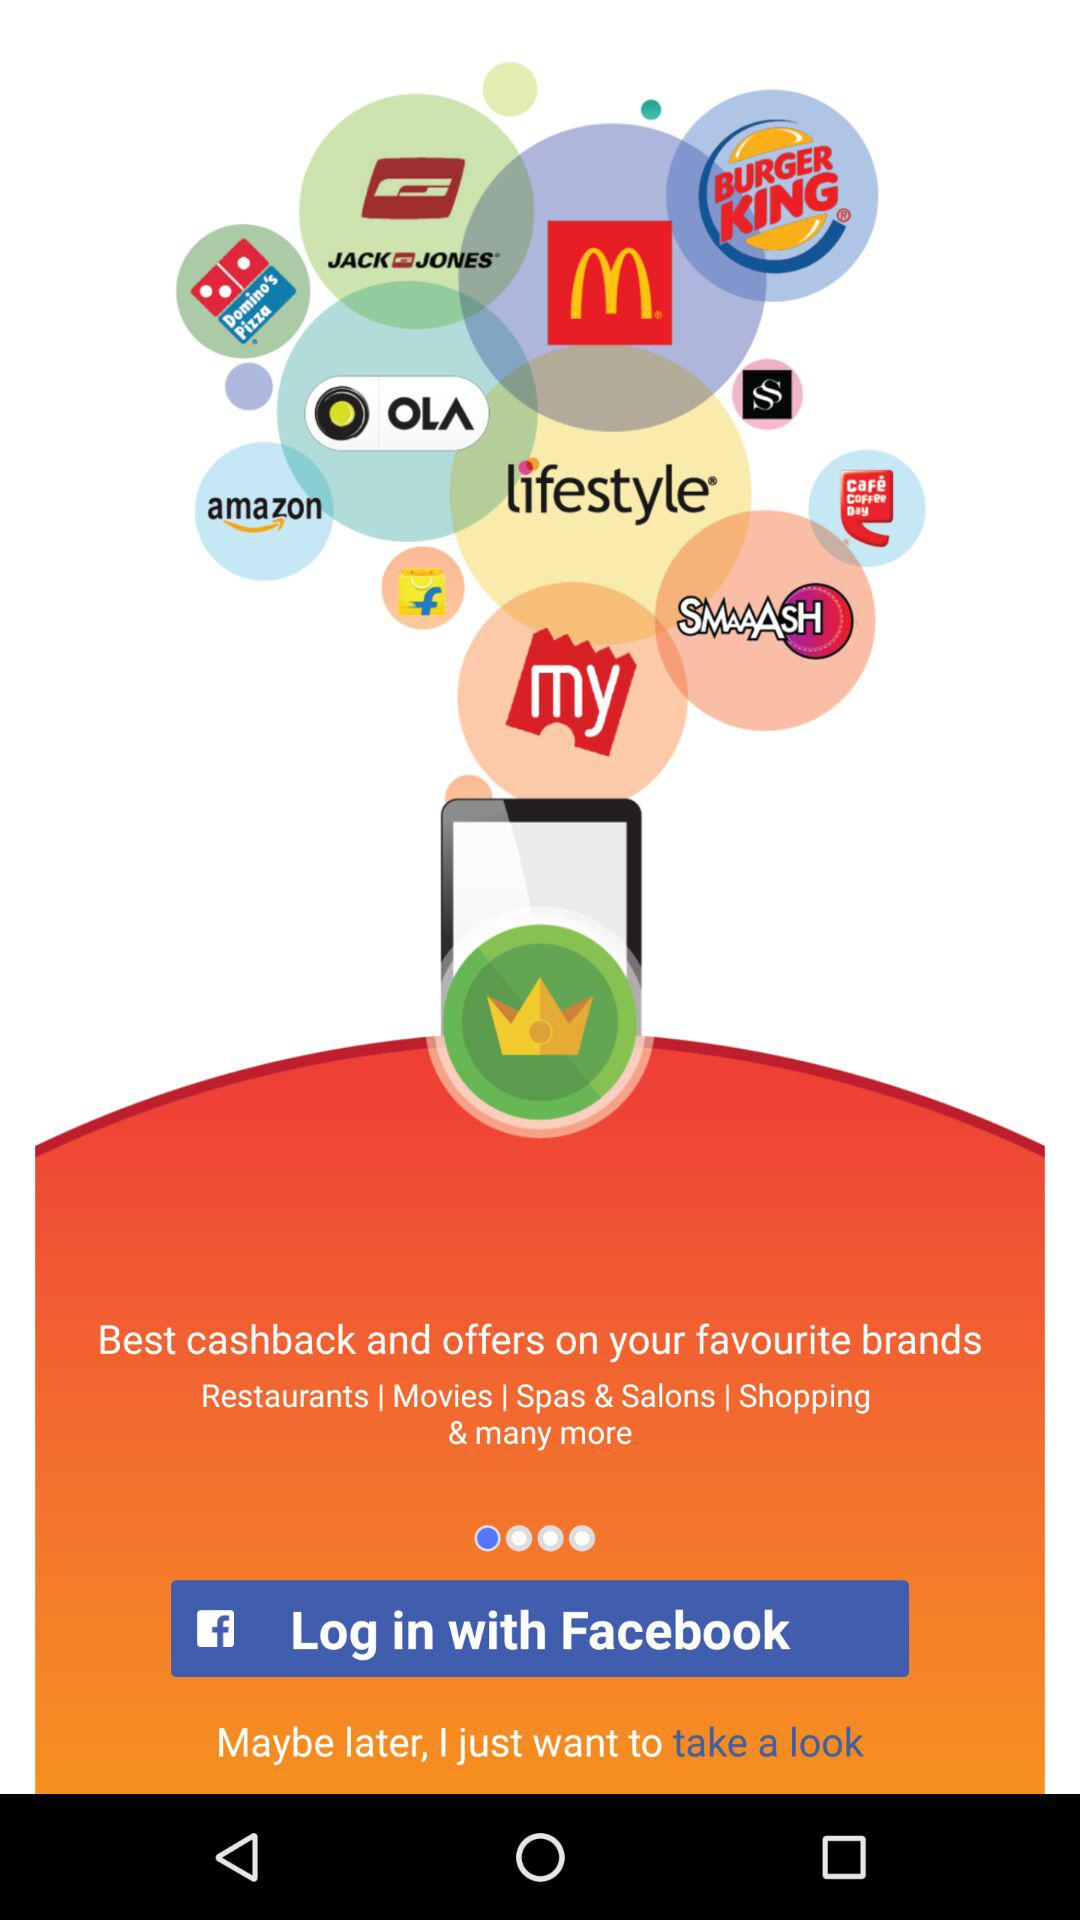 BURGER
KING®
JACK JONES®
Domino's
Pizza
®
M®
OLA
SS
lifestyle®
amazon
Café
Coffee
Day
f
SMAAASH
my
Best cashback and offers on your favourite brands
Restaurants | Movies | Spas & Salons | Shopping
& many more
f Log in with Facebook
Maybe later, I just want to take a look